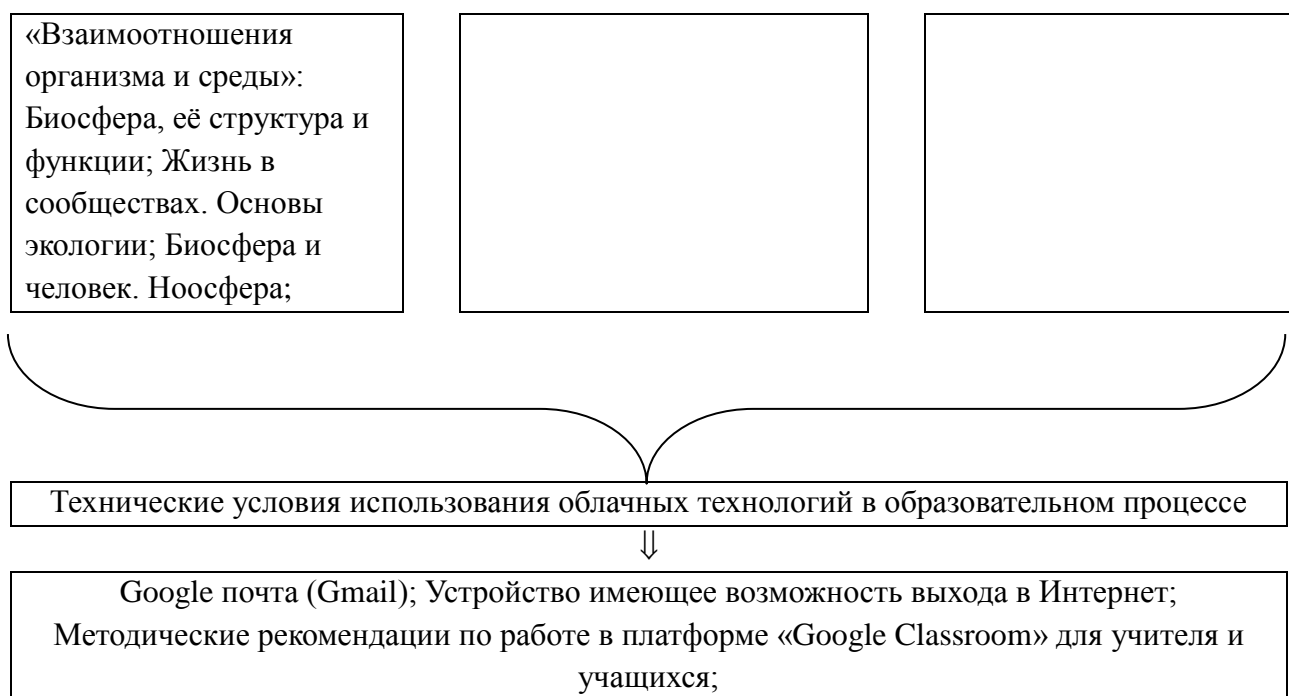 «Взаимоотношения
организма и среды»:
Биосфера, её структура и
функции; Жизнь в
сообществах. Основы
экологии; Биосфера и
человек. Ноосфера;
Технические условия использования облачных технологий в образовательном процессе
Google почта (Gmail); Устройство имеющее возможность выхода в Интернет;
Методические рекомендации по работе в платформе «Google Classroom» для учителя и
учащихся;